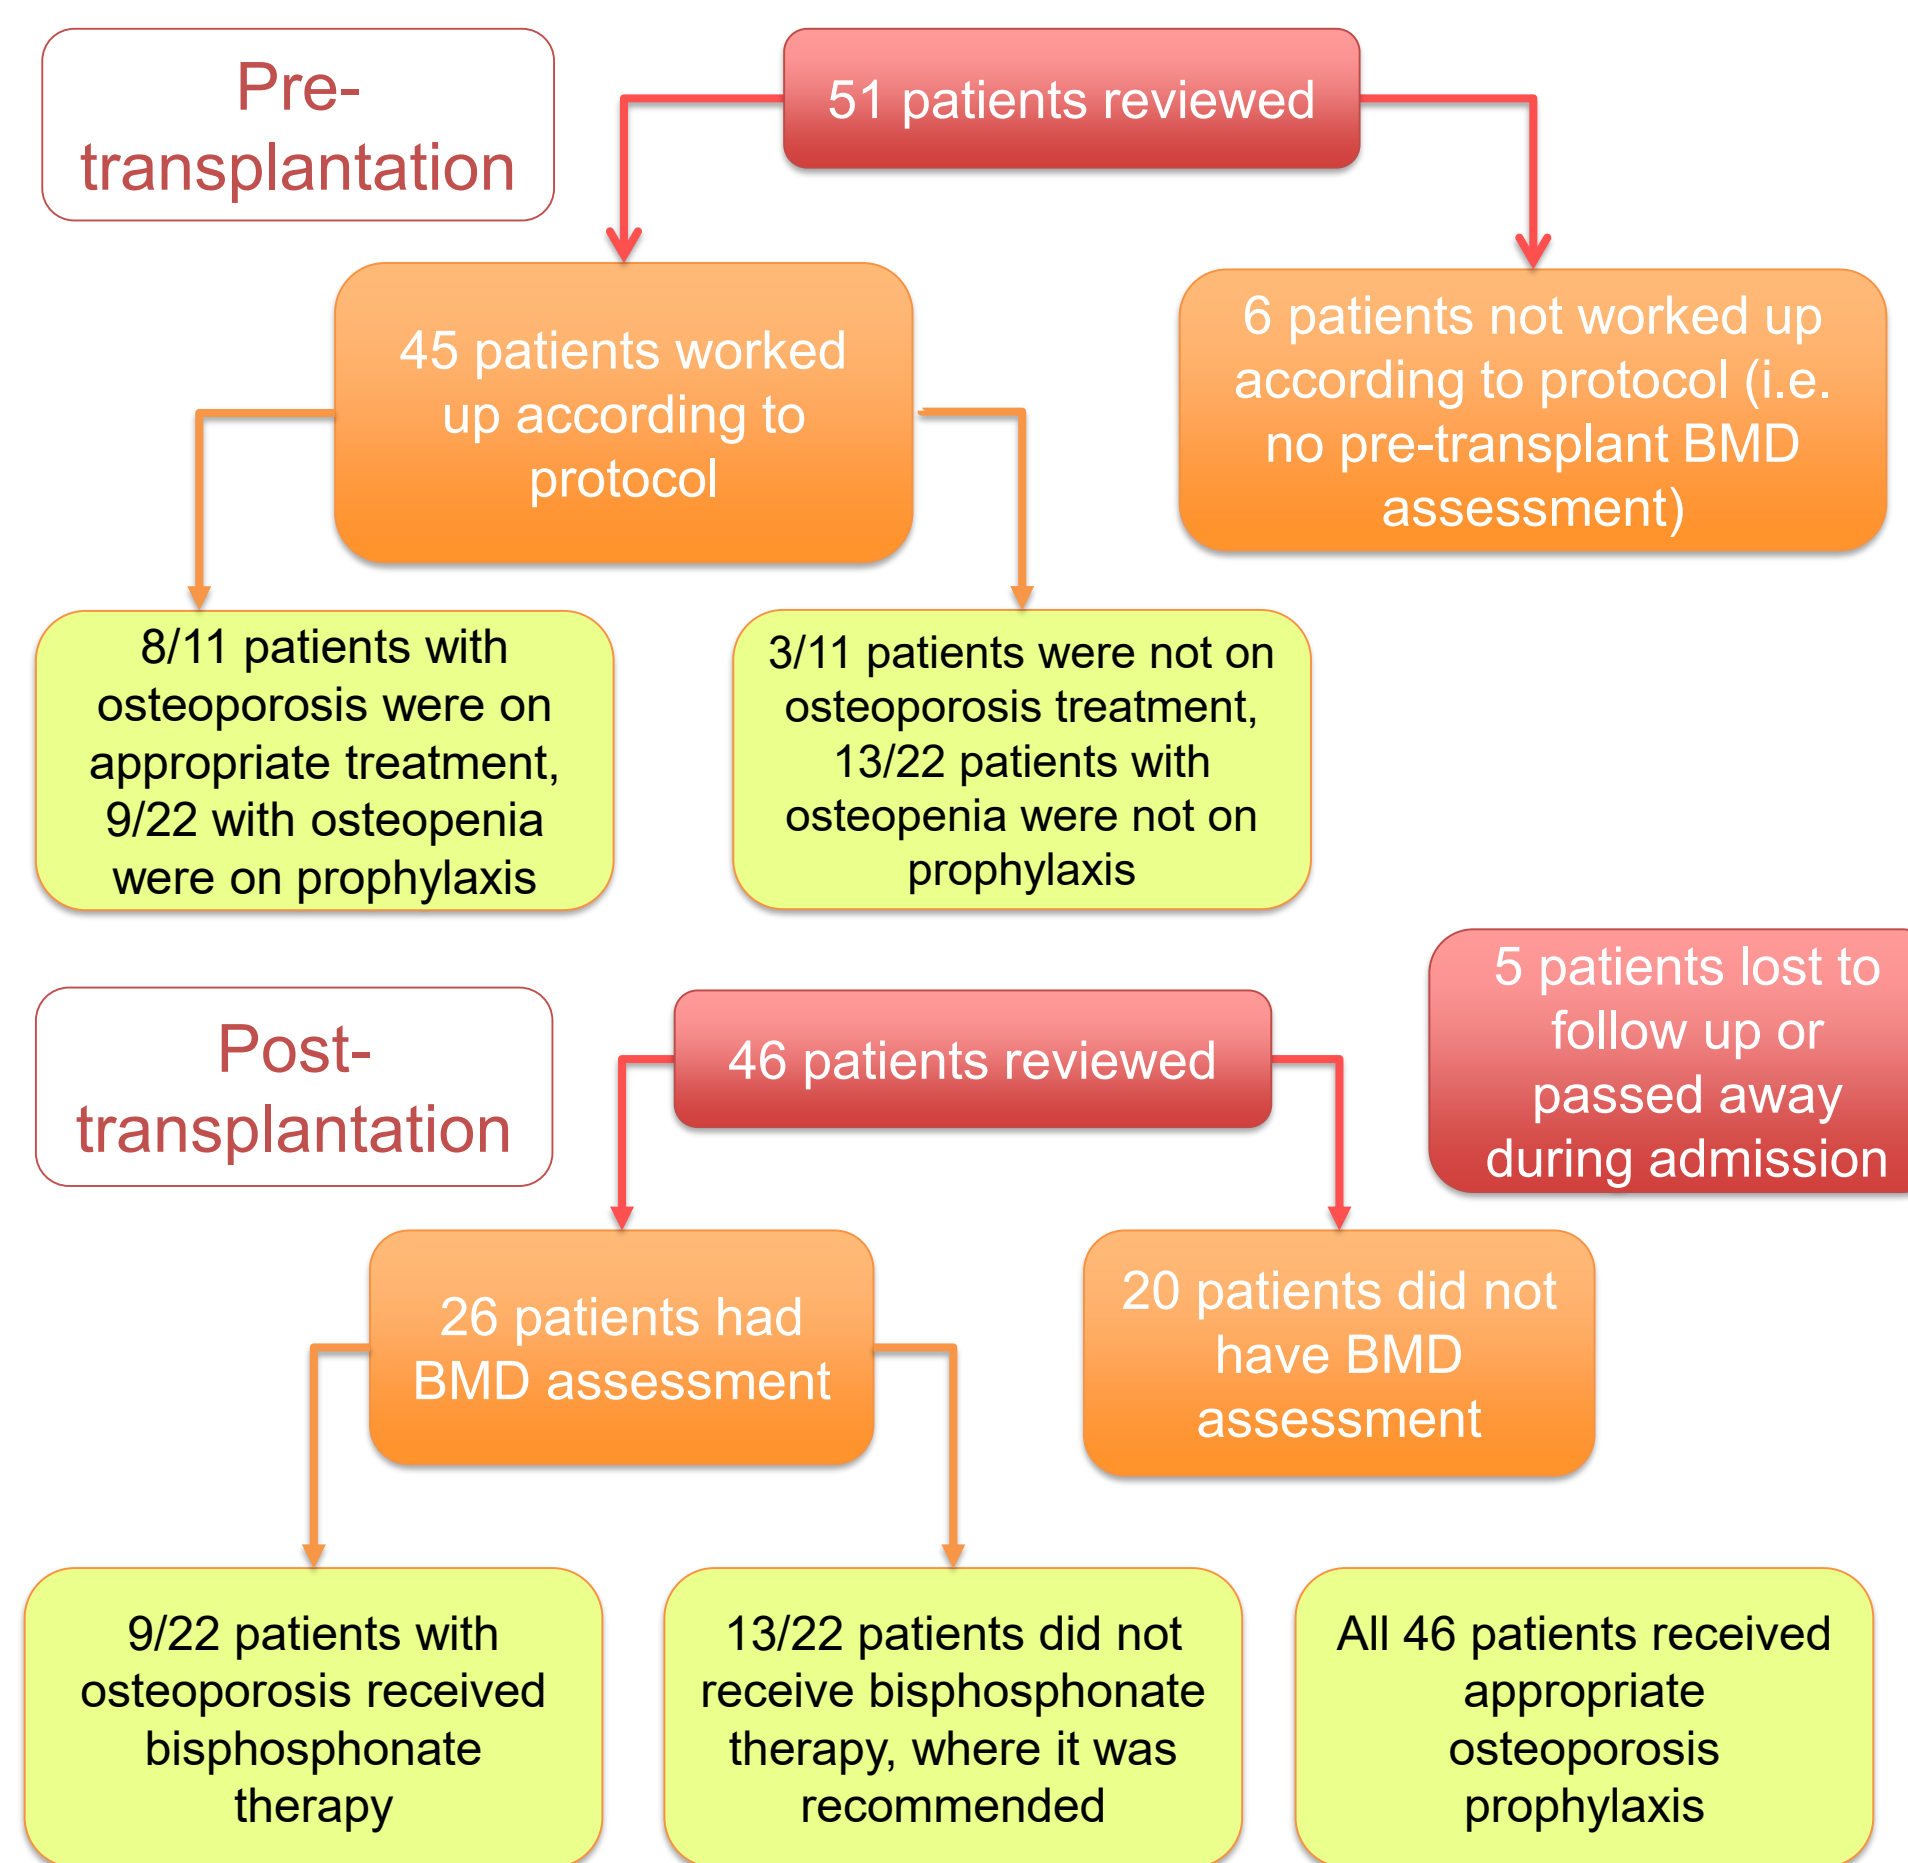 Pre-
transplantation
51 patients reviewed
45 patients worked
up according to
protocol
6 patients not worked up
according to protocol (i.e.
no pre-transplant BMD
assessment)
8/11 patients with
osteoporosis were on
appropriate treatment,
9/22 with osteopenia
were on prophylaxis
3/11 patients were not on
osteoporosis treatment,
13/22 patients with
osteopenia were not on
prophylaxis
Post-
transplantation
46 patients reviewed
5 patients lost to
follow up or
passed away
during admission
26 patients had
BMD assessment
20 patients did not
have BMD
assessment
9/22 patients with
osteoporosis received
bisphosphonate
therapy
13/22 patients did not
receive bisphosphonate
therapy, where it was
recommended
All 46 patients received
appropriate
osteoporosis
prophylaxis